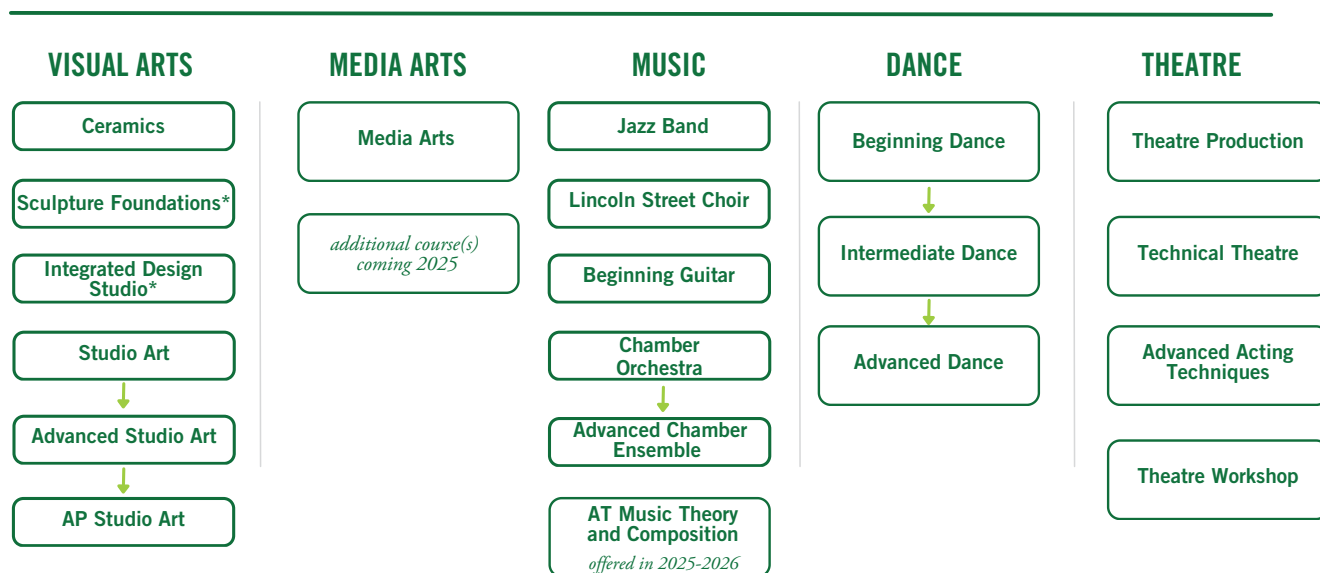 VISUAL ARTS
Ceramics
Sculpture Foundations*
Integrated Design
Studio*
Studio Art
Advanced Studio Art
AP Studio Art
MEDIA ARTS
Media Arts
additional course(s)
coming 2025
MUSIC
Jazz Band
Lincoln Street Choir
Beginning Guitar
Chamber
Orchestra
Advanced Chamber
Ensemble
AT Music Theory
and Composition
offered in 2025-2026
DANCE
Beginning Dance
Intermediate Dance
Advanced Dance
THEATRE
Theatre Production
Technical Theatre
Advanced Acting
Techniques
Theatre Workshop